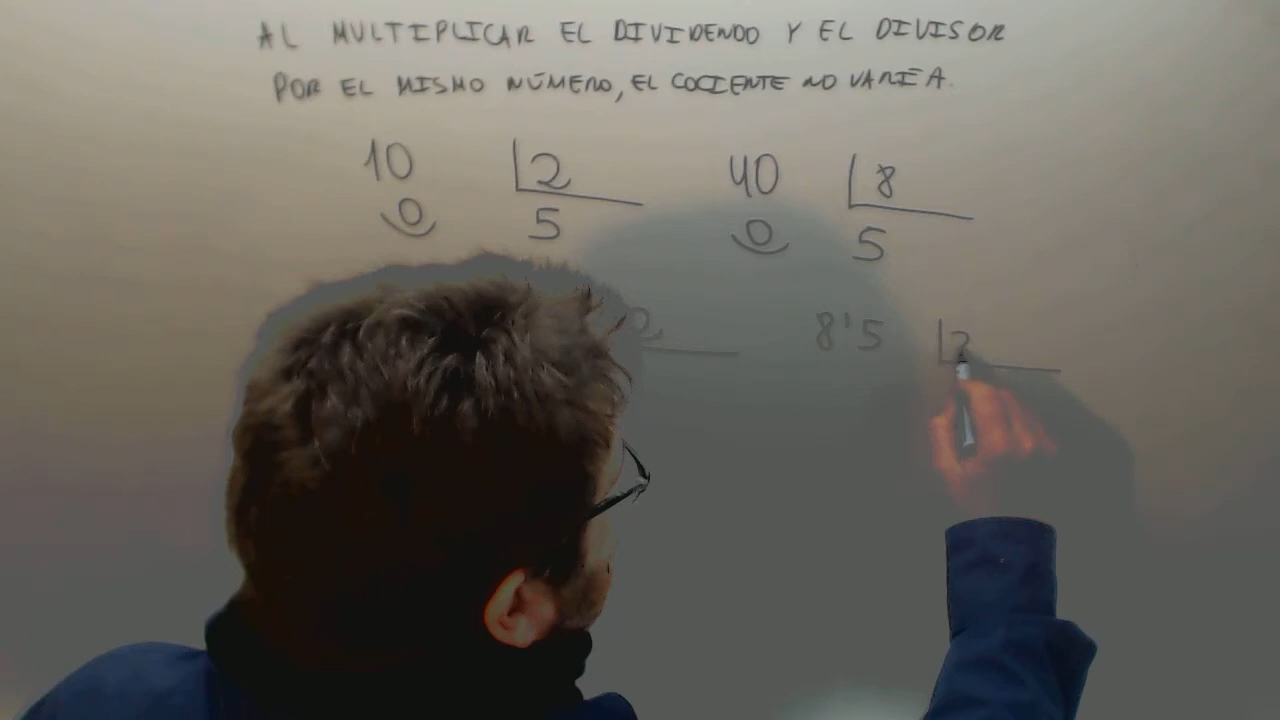 AL MULTIPLICAR EL DIVIDENDO Y EL DIVISOR
POR EL MISMO NÚMERO, EL COCIENTE NO VARÍA.
10 2 40 8
0 5 0 5
8'5 2